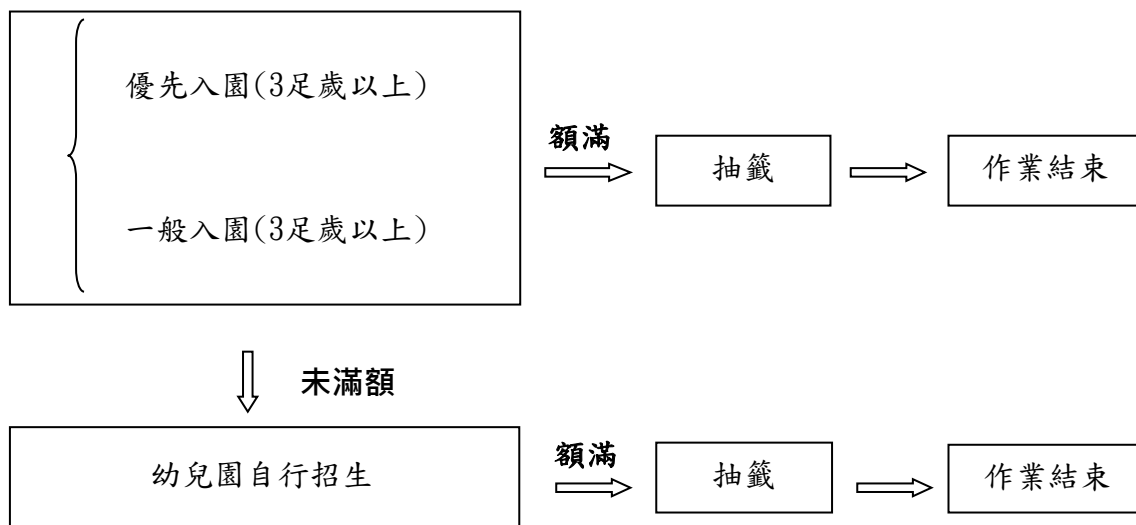 優先入園(3足歲以上)
額滿
抽籤
作業結束
一般入園(3足歲以上)
未滿額
幼兒園自行招生
額滿
抽籤
作業結束